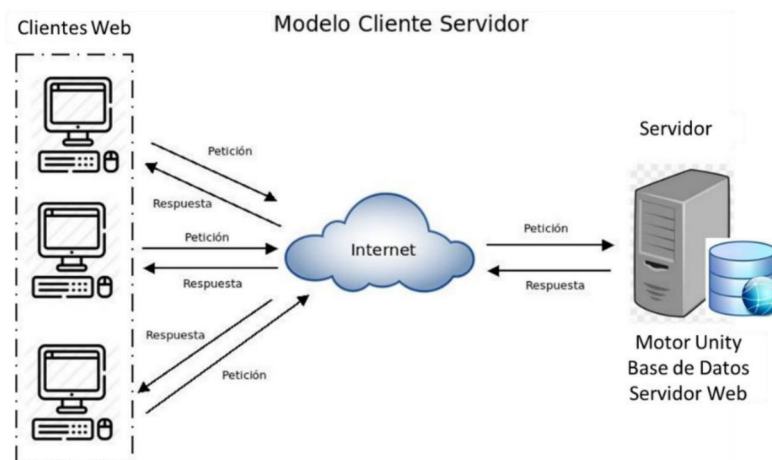 Clientes Web
Modelo Cliente Servidor
Petición
Respuesta
Petición
Respuesta
Respuesta
Petición
Internet
Petición
Respuesta
Servidor
Motor Unity
Base de Datos
Servidor Web